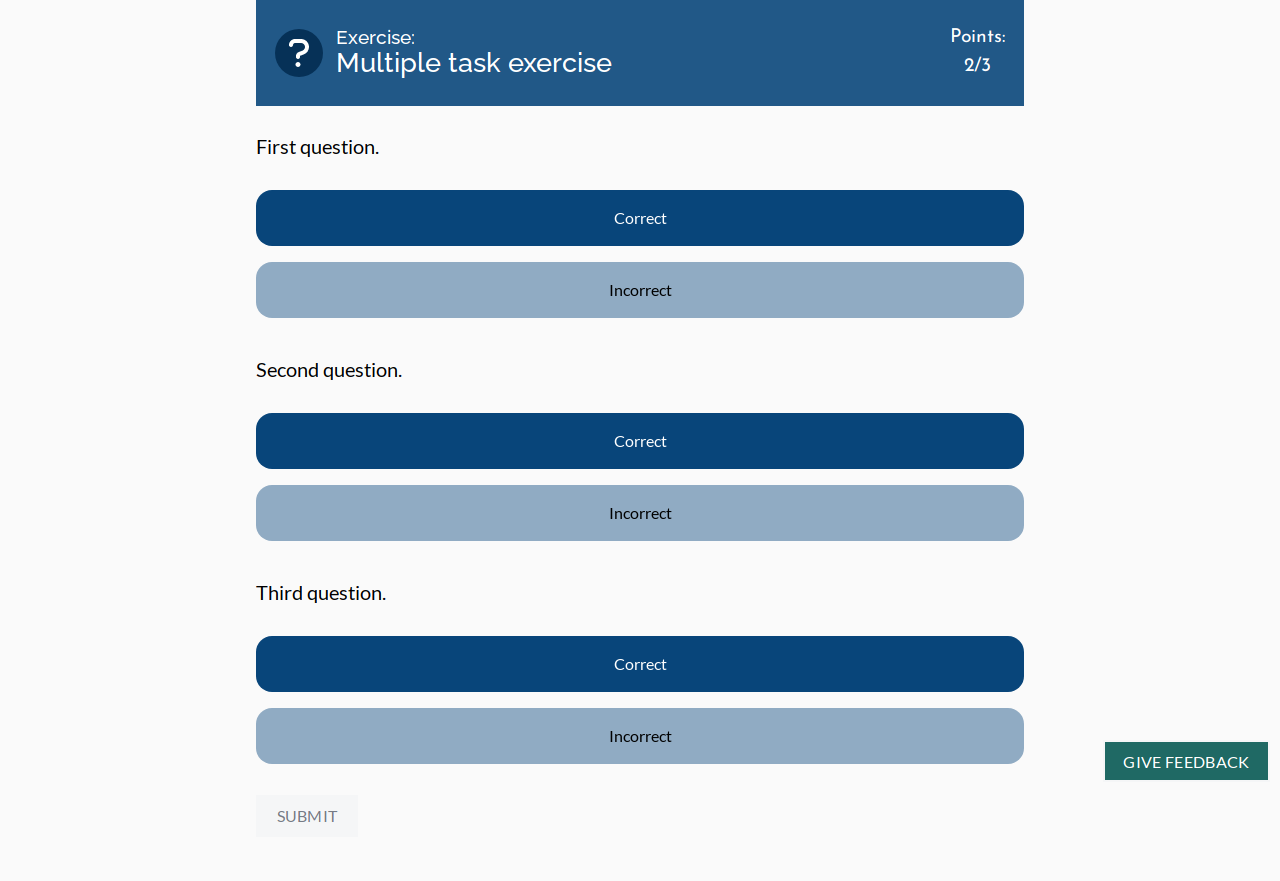 Exercise:
Multiple task exercise
Points:
2/3
First question.
Correct
Incorrect
Second question.
Correct
Incorrect
Third question.
Correct
Incorrect
GIVE FEEDBACK
SUBMIT